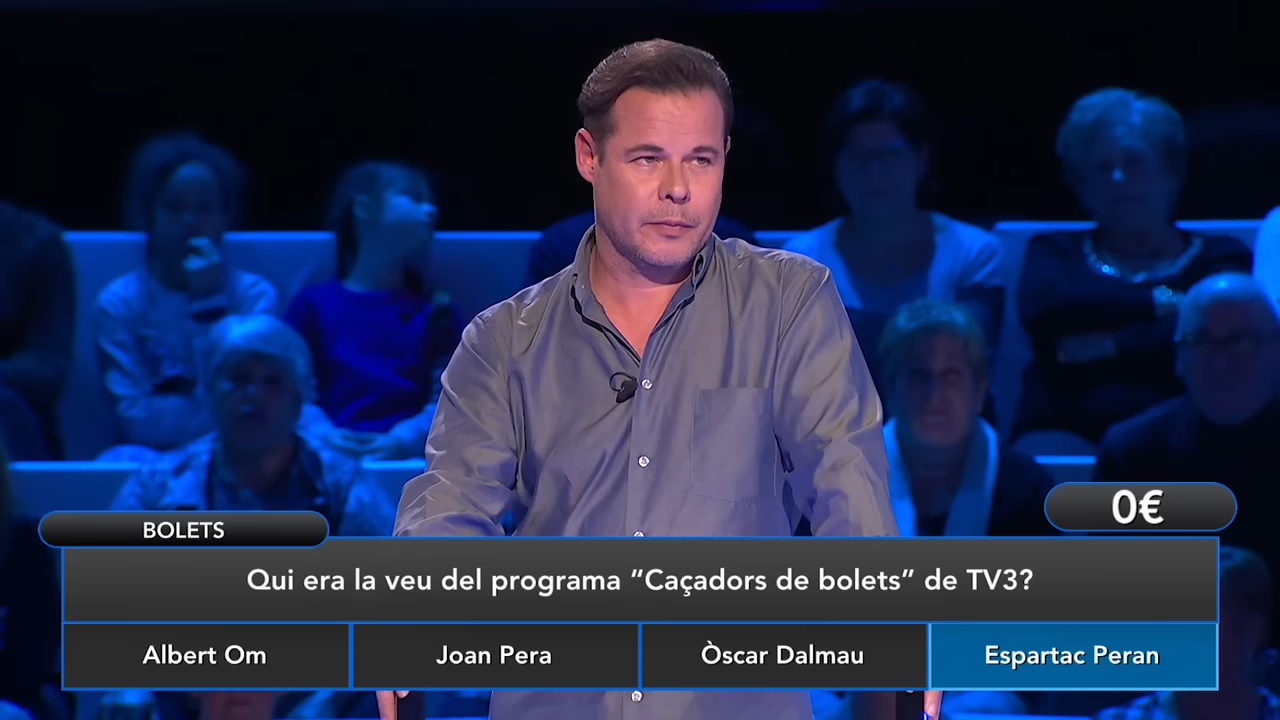 0€
BOLETS
Qui era la veu del programa “Caçadors de bolets” de TV3?
Albert Om
Joan Pera
Òscar Dalmau
Espartac Peran